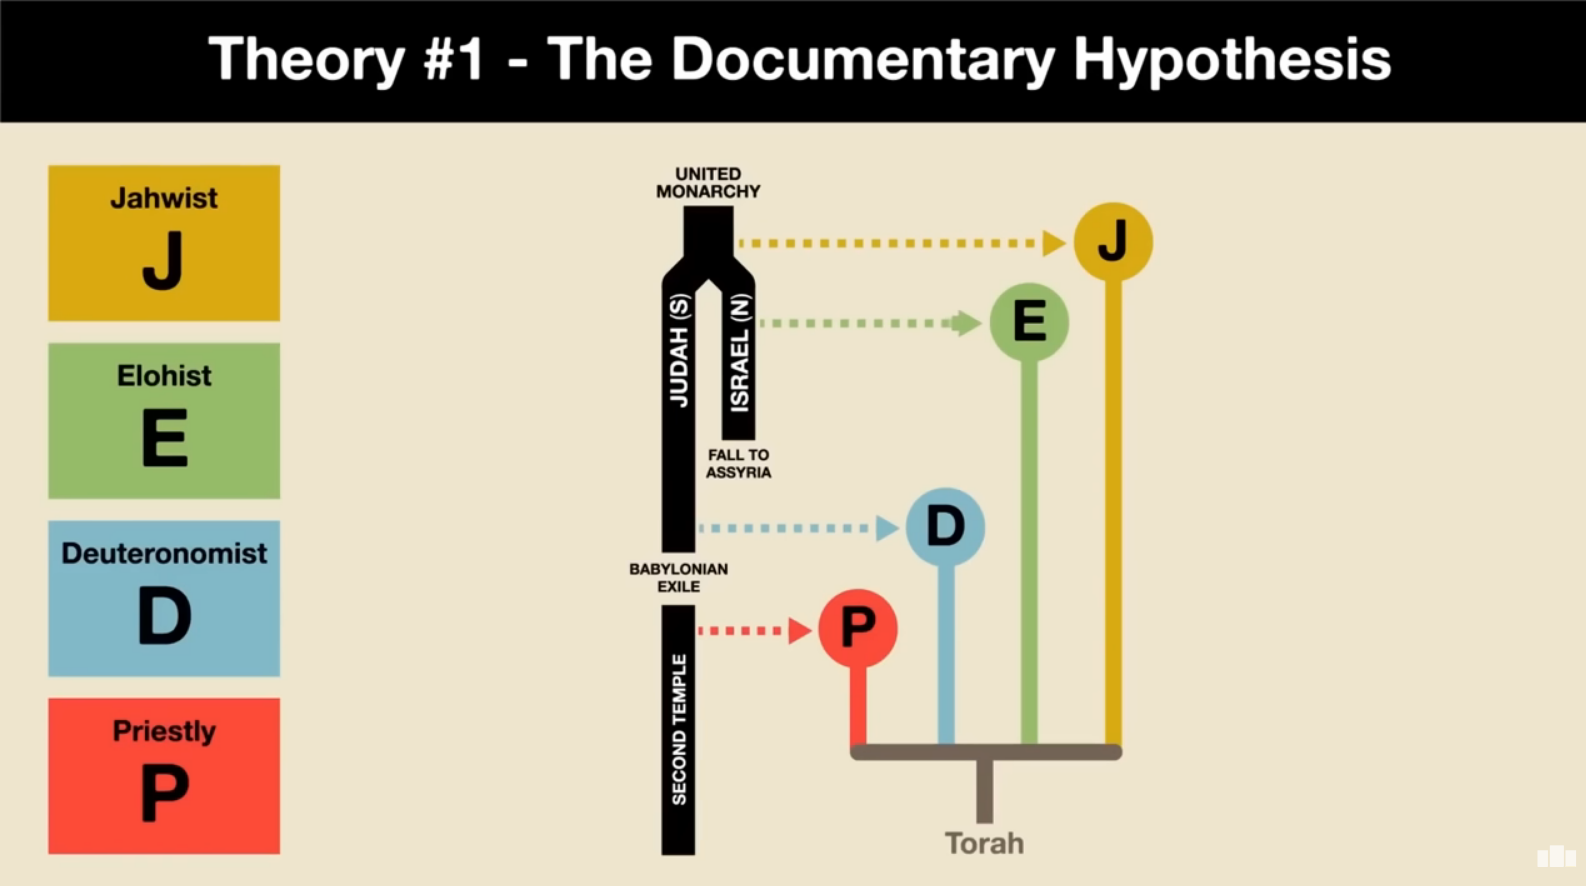 Theory #1 - The Documentary Hypothesis
Jahwist
J
Elohist
E
Deuteronomist
D
Priestly
P
UNITED
MONARCHY
JUDAH (S)
ISRAEL (N)
FALL TO
ASSYRIA
BABYLONIAN
EXILE
SECOND TEMPLE
J
E
D
P
Torah